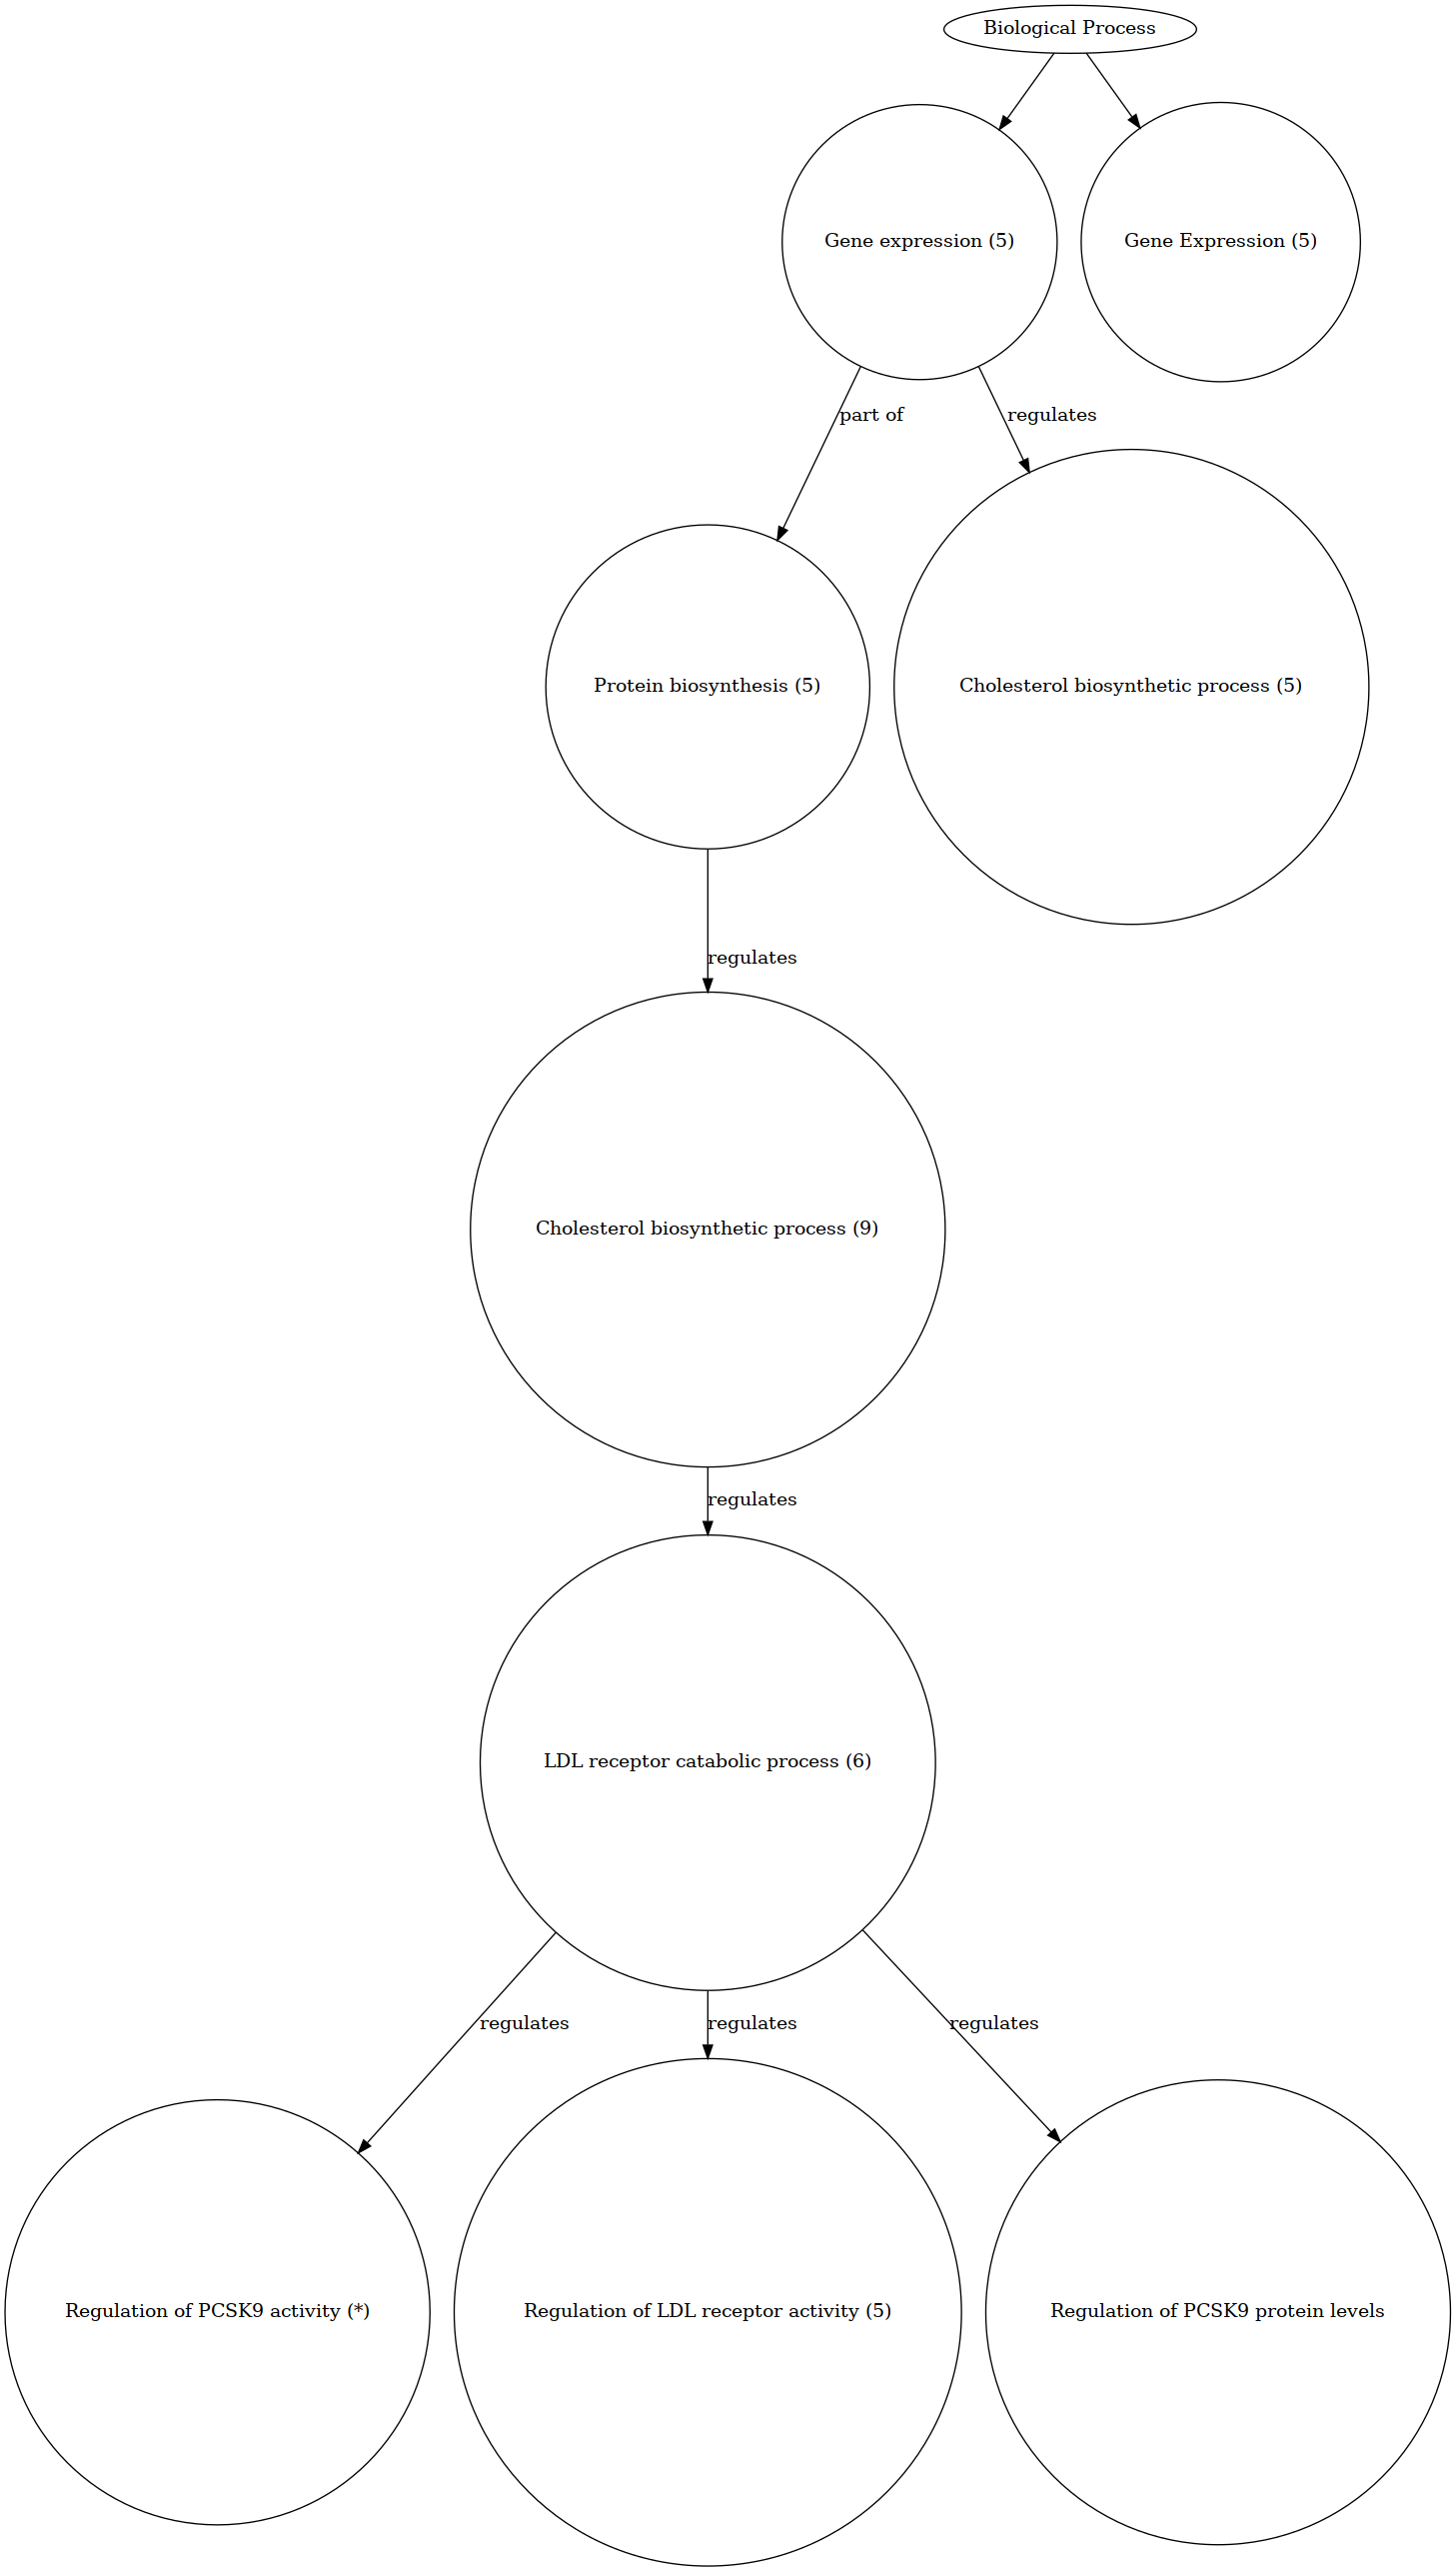 Biological Process
Gene expression (5)
Gene Expression (5)
part of
regulates
Protein biosynthesis (5)
Cholesterol biosynthetic process (5)
regulates
Cholesterol biosynthetic process (9)
regulates
LDL receptor catabolic process (6)
regulates
regulates
regulates
Regulation of PCSK9 activity (*)
Regulation of LDL receptor activity (5)
Regulation of PCSK9 protein levels